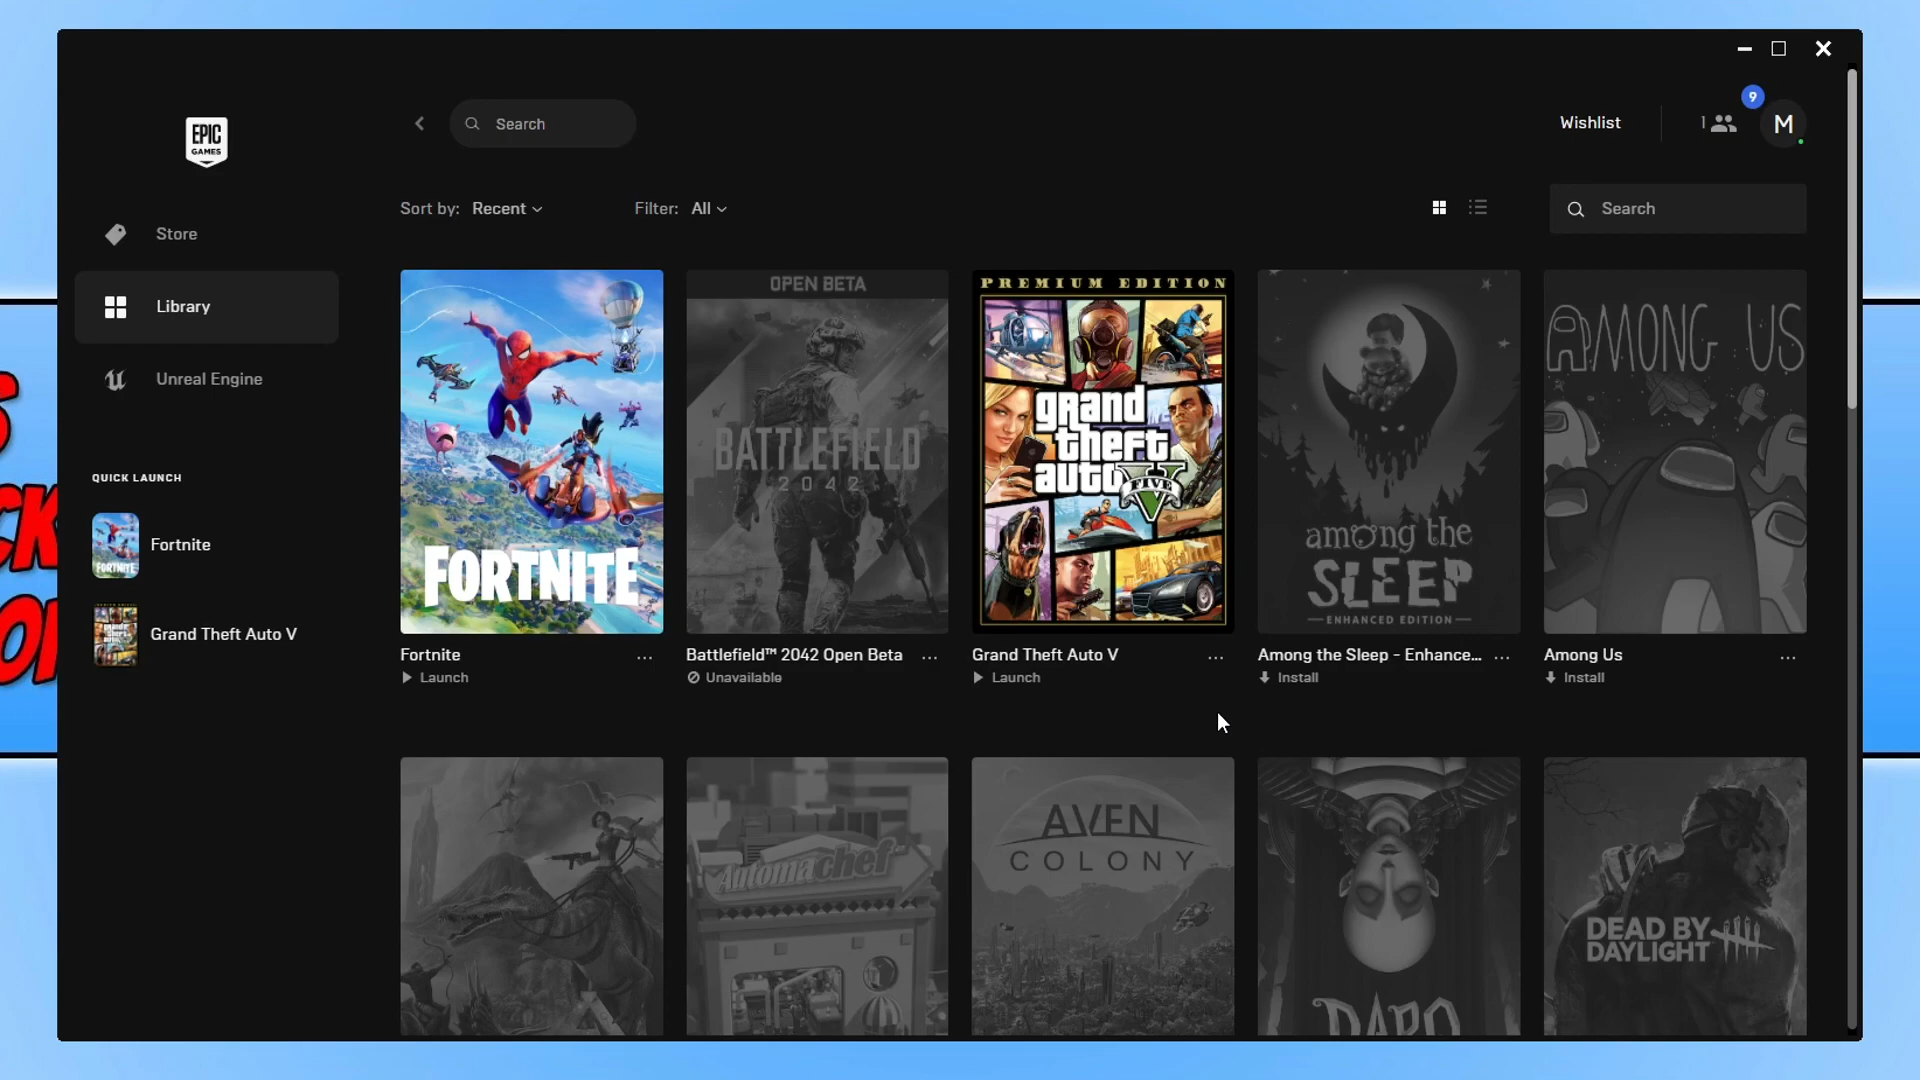 9
EPIC
GAMES
Search
Wishlist
1
M
Sort by: Recent
Filter: All
Search
Store
Library
Unreal Engine
QUICK LAUNCH
FORTNITE
Fortnite
Grand Theft Auto V
FORTNITE
Fortnite
...
Launch
OPEN BETA
BATTLEFIELD
2042
Battlefield™ 2042 Open Beta
...
Unavailable
PREMIUM EDITION
grand
theft
auto
FIVE
V
Grand Theft Auto V
...
Launch
among the
SLEEP
ENHANCED EDITION
Among the Sleep - Enhance...
...
Install
AMONG US
Among Us
...
Install
Automachef
AVEN
COLONY
DARQ
DEAD BY
DAYLIGHT